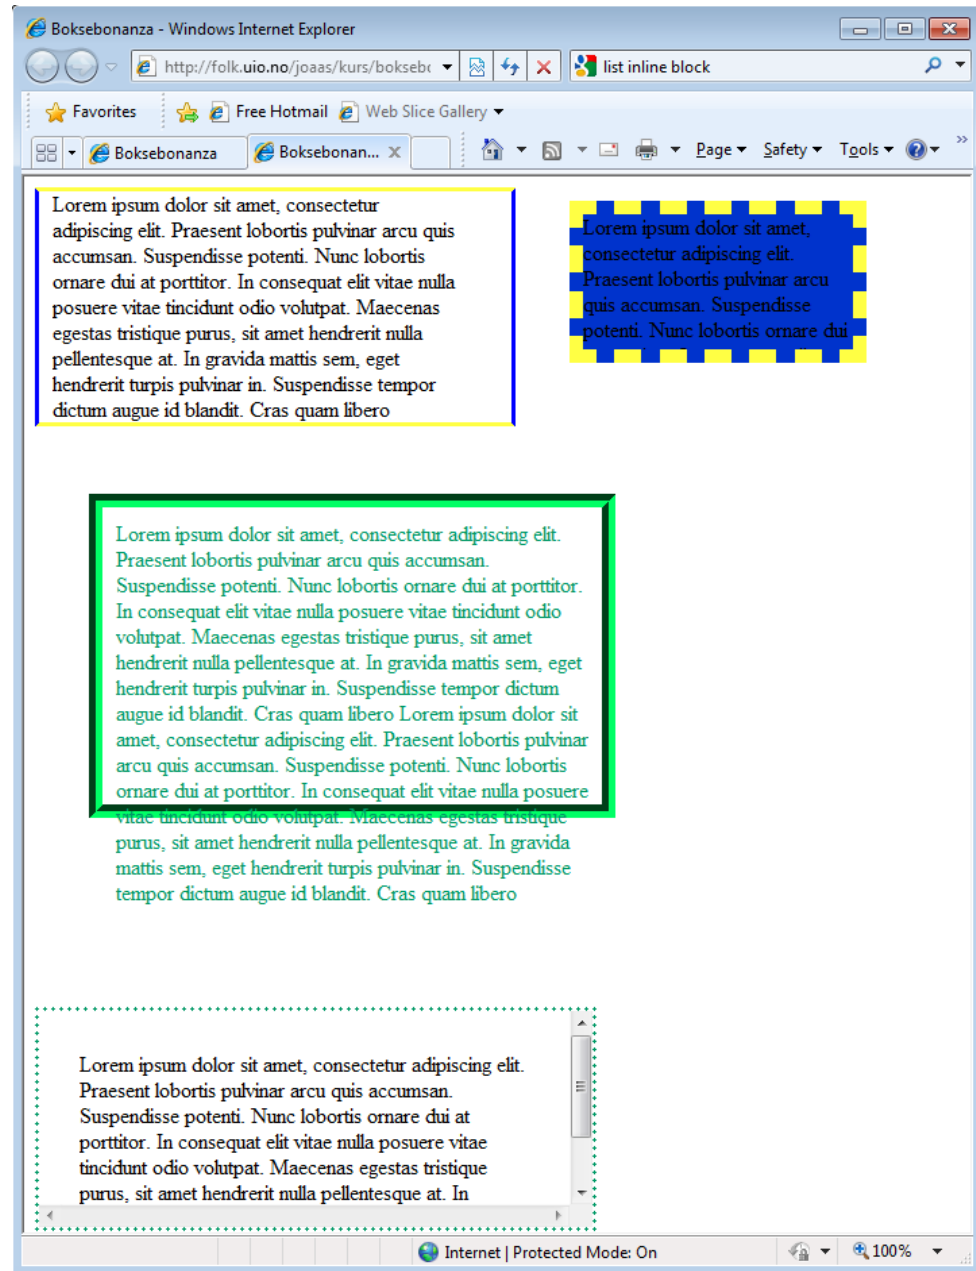 Boksebonanza - Windows Internet Explorer
http://folk.uio.no/joaas/kurs/boksebo
list inline block
Favorites
Free Hotmail
Web Slice Gallery
Boksebonanza
Boksebonan...
Page
Safety
Tools
Lorem ipsum dolor sit amet, consectetur
adipiscing elit. Praesent lobortis pulvinar arcu quis
accumsan. Suspendisse potenti. Nunc lobortis
ornare dui at porttitor. In consequat elit vitae nulla
posuere vitae tincidunt odio volutpat. Maecenas
egestas tristique purus, sit amet hendrerit nulla
pellentesque at. In gravida mattis sem, eget
hendrerit turpis pulvinar in. Suspendisse tempor
dictum augue id blandit. Cras quam libero
Lorem ipsum dolor sit amet,
consectetur adipiscing elit.
Praesent lobortis pulvinar arcu
quis accumsan. Suspendisse
potenti. Nunc lobortis ornare dui
Lorem ipsum dolor sit amet, consectetur adipiscing elit.
Praesent lobortis pulvinar arcu quis accumsan.
Suspendisse potenti. Nunc lobortis ornare dui at porttitor.
In consequat elit vitae nulla posuere vitae tincidunt odio
volutpat. Maecenas egestas tristique purus, sit amet
hendrerit nulla pellentesque at. In gravida mattis sem, eget
hendrerit turpis pulvinar in. Suspendisse tempor dictum
augue id blandit. Cras quam libero Lorem ipsum dolor sit
amet, consectetur adipiscing elit. Praesent lobortis pulvinar
arcu quis accumsan. Suspendisse potenti. Nunc lobortis
ornare dui at porttitor. In consequat elit vitae nulla posuere
vitae tincidunt odio volutpat. Maecenas egestas tristique
purus, sit amet hendrerit nulla pellentesque at. In gravida
mattis sem, eget hendrerit turpis pulvinar in. Suspendisse
tempor dictum augue id blandit. Cras quam libero
Lorem ipsum dolor sit amet, consectetur adipiscing elit.
Praesent lobortis pulvinar arcu quis accumsan.
Suspendisse potenti. Nunc lobortis ornare dui at
porttitor. In consequat elit vitae nulla posuere vitae
tincidunt odio volutpat. Maecenas egestas tristique
purus, sit amet hendrerit nulla pellentesque at. In
Internet | Protected Mode: On
100%